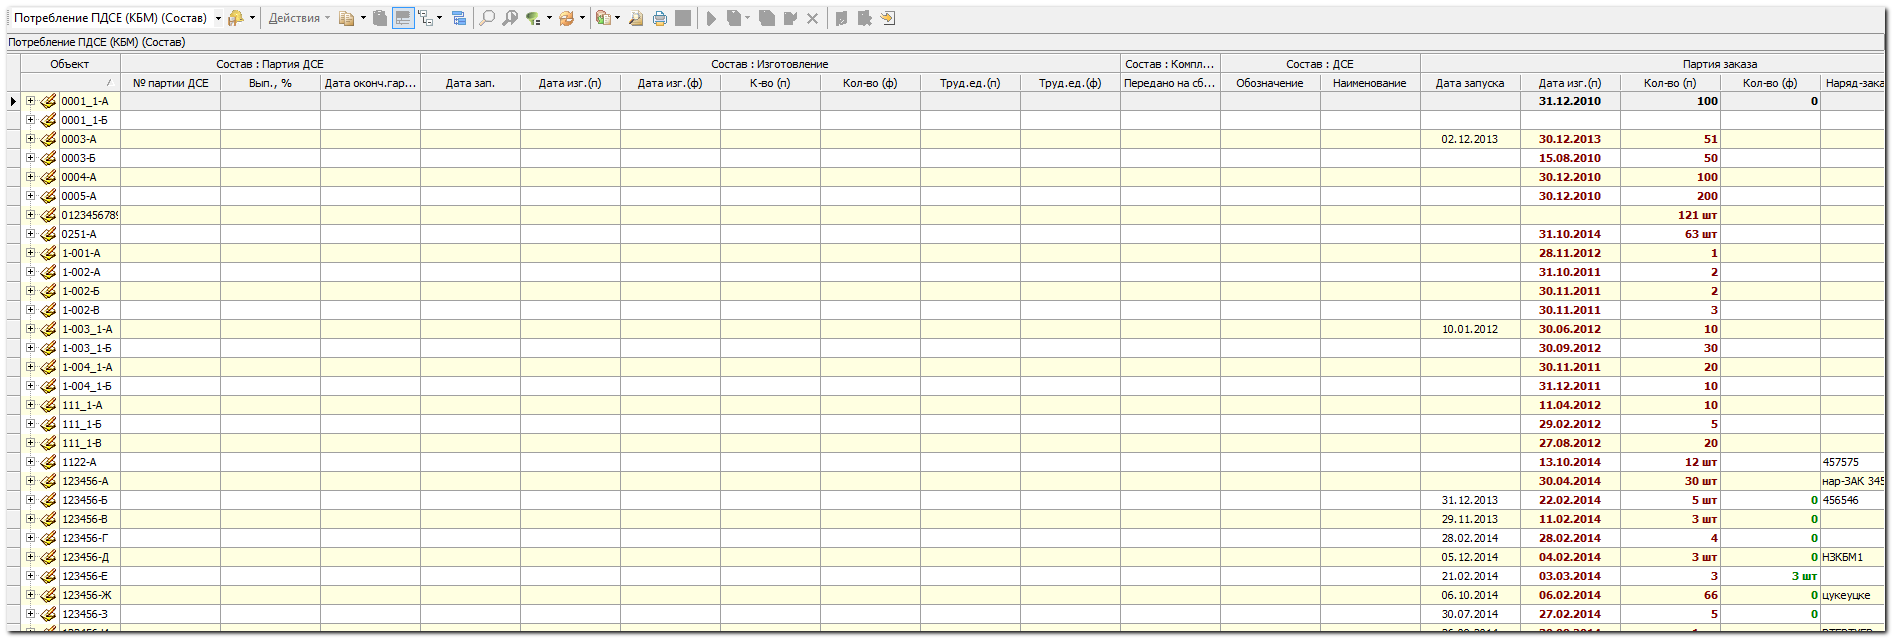 Потребление ПДСЕ (КБМ) (Состав) Действия
Потребление ПДСЕ (КБМ) (Состав)
Объект Состав : Партия ДСЕ Состав : Изготовление Состав : Компл... Состав : ДСЕ Партия заказа
№ партии ДСЕ Вып., % Дата оконч.гар... Дата зап. Дата изг.(п) Дата изг.(ф) К-во (п) Кол-во (ф) Труд.ед.(п) Труд.ед.(ф) Передано на сб... Обозначение Наименование Дата запуска Дата изг.(п) Кол-во (п) Кол-во (ф) Наряд-зака
0001_1-А 31.12.2010 100 0
0001_1-Б
0003-А 02.12.2013 30.12.2013 51
0003-Б 15.08.2010 50
0004-А 30.12.2010 100
0005-А 30.12.2010 200
0123456789 121 шт
0251-А 31.10.2014 63 шт
1-001-А 28.11.2012 1
1-002-А 31.10.2011 2
1-002-Б 30.11.2011 2
1-002-В 30.11.2011 3
1-003_1-А 10.01.2012 30.06.2012 10
1-003_1-Б 30.09.2012 30
1-004_1-А 30.11.2011 20
1-004_1-Б 31.12.2011 10
111_1-А 11.04.2012 10
111_1-Б 29.02.2012 5
111_1-В 27.08.2012 20
1122-А 13.10.2014 12 шт 457575
123456-А 30.04.2014 30 шт нар-ЗАК 345
123456-Б 31.12.2013 22.02.2014 5 шт 0 456546
123456-В 29.11.2013 11.02.2014 3 шт 0
123456-Г 28.02.2014 28.02.2014 4 0
123456-Д 05.12.2014 04.02.2014 3 шт 0 НЗКБМ1
123456-Е 21.02.2014 03.03.2014 3 3 шт
123456-Ж 06.10.2014 06.02.2014 66 0 цукеуцке
123456-З 30.07.2014 27.02.2014 5 0